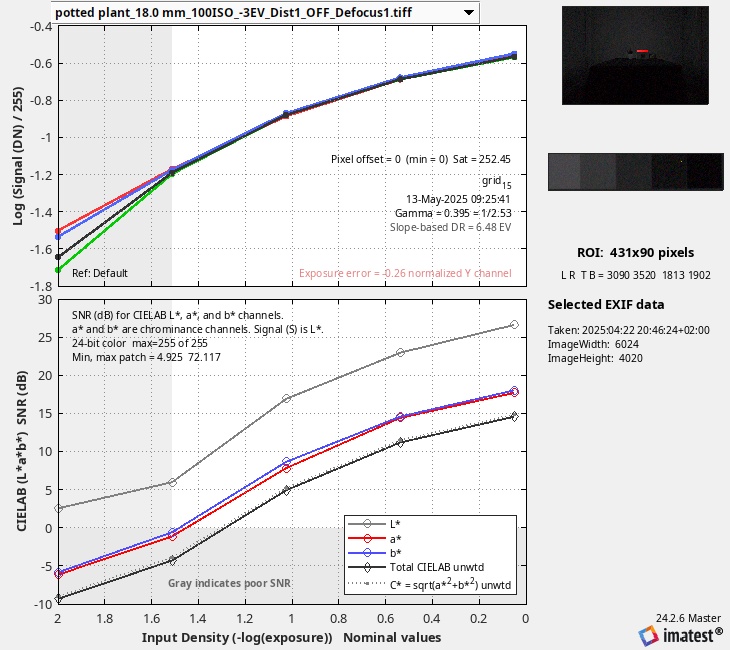 potted plant_18.0 mm_100ISO_-3EV_Dist1_OFF_Defocus1.tiff
-0.4
-0.6
-0.8
-1
-1.2
-1.4
-1.6
-1.8
Log (Signal (DN) / 255)
Pixel offset = 0 (min = 0) Sat = 252.45
grid15
13-May-2025 09:25:41
Gamma = 0.395 = 1/2.53
Slope-based DR = 6.48 EV
Ref: Default
Exposure error = -0.26 normalized Y channel
30
25
20
15
10
5
0
-5
-10
CIELAB (L*a*b*) SNR (dB)
SNR (dB) for CIELAB L*, a*, and b* channels.
a* and b* are chrominance channels. Signal (S) is L*.
24-bit color max=255 of 255
Min, max patch = 4.925 72.117
L*
a*
b*
Total CIELAB unwtd
C* = sqrt(a*2+b*2) unwtd
Gray indicates poor SNR
2 1.8 1.6 1.4 1.2 1 0.8 0.6 0.4 0.2 0
Input Density (-log(exposure)) Nominal values
ROI: 431x90 pixels
L R T B = 3090 3520 1813 1902
Selected EXIF data
Taken: 2025:04:22 20:46:24+02:00
ImageWidth: 6024
ImageHeight: 4020
24.2.6 Master
imatest®